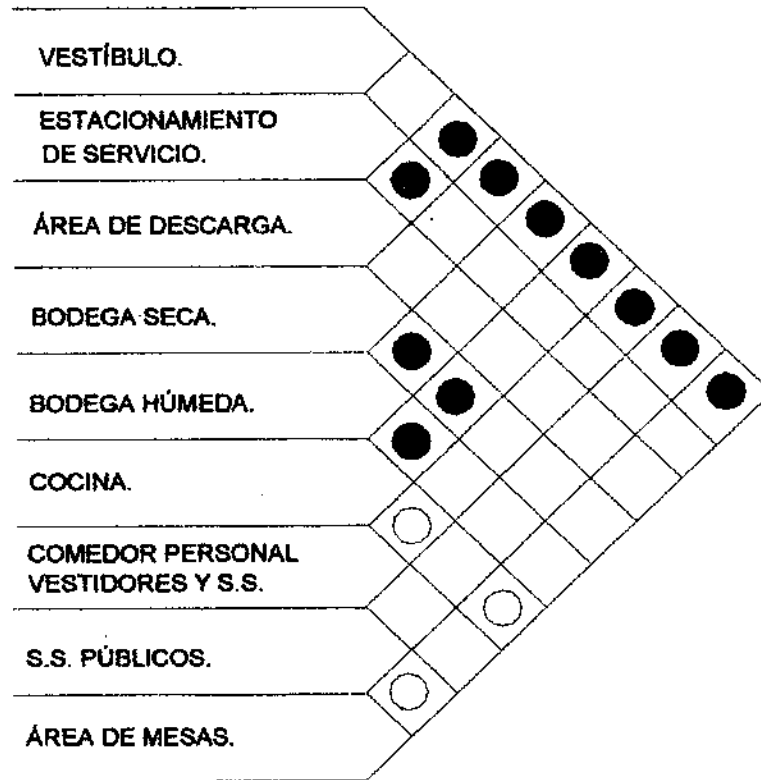 VESTÍBULO.
ESTACIONAMIENTO
DE SERVICIO.
ÁREA DE DESCARGA.
BODEGA SECA.
BODEGA HÚMEDA.
COCINA.
COMEDOR PERSONAL
VESTIDORES Y S.S.
S.S. PÚBLICOS.
ÁREA DE MESAS.